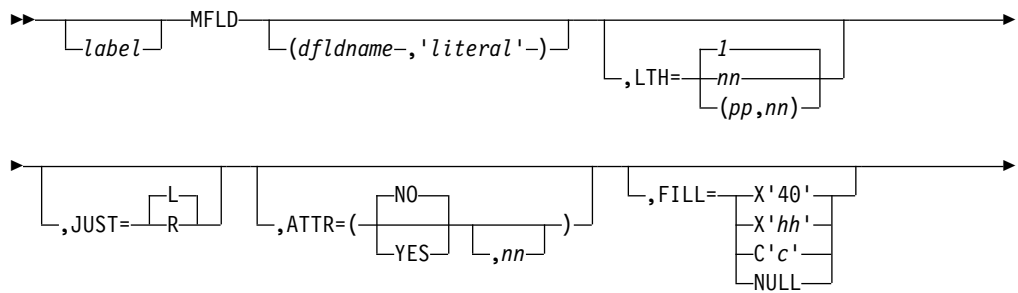 MFLD
label
(dfldname ,'literal' )
1
,LTH= nn
(pp,nn)
L
,JUST= R
NO
,ATTR=( YES ,nn )
,FILL= X'40'
X'hh'
C'c'
NULL